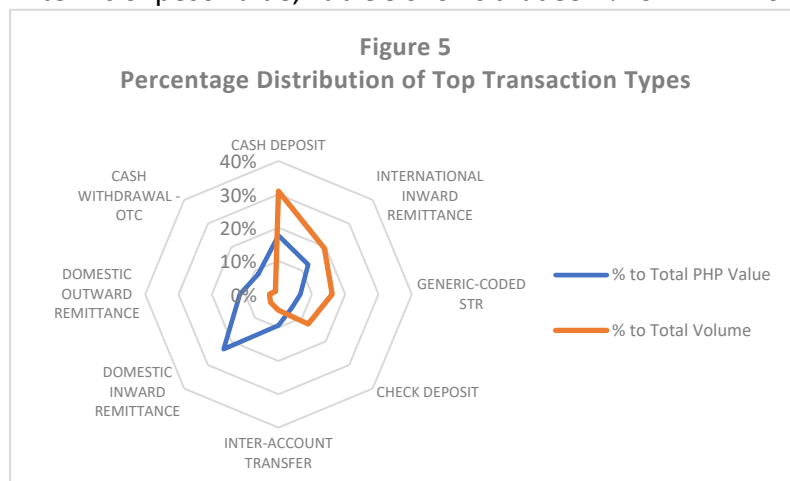 Figure 5
Percentage Distribution of Top Transaction Types
CASH DEPOSIT
40%
30%
20%
10%
0%
INTERNATIONAL
INWARD
REMITTANCE
GENERIC-CODED
STR
CHECK DEPOSIT
INTER-ACCOUNT
TRANSFER
DOMESTIC
INWARD
REMITTANCE
DOMESTIC
OUTWARD
REMITTANCE
CASH
WITHDRAWAL -
OTC
% to Total PHP Value
% to Total Volume